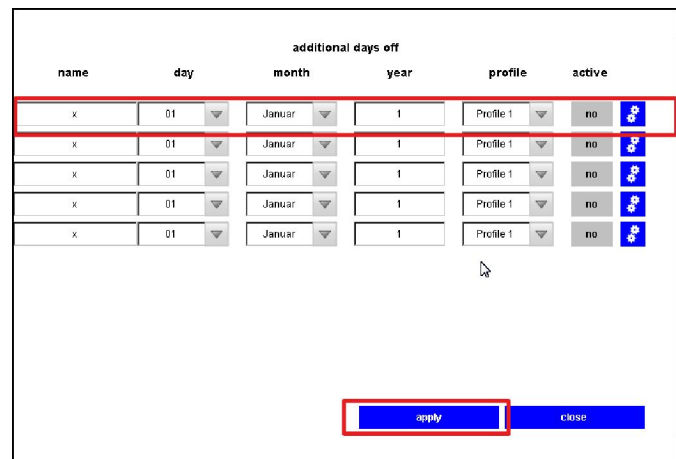 additional days off
name day month year profile active
x 01 Januar 1 Profile 1 no
x 01 Januar 1 Profile 1 no
x 01 Januar 1 Profile 1 no
x 01 Januar 1 Profile 1 no
x 01 Januar 1 Profile 1 no
apply close